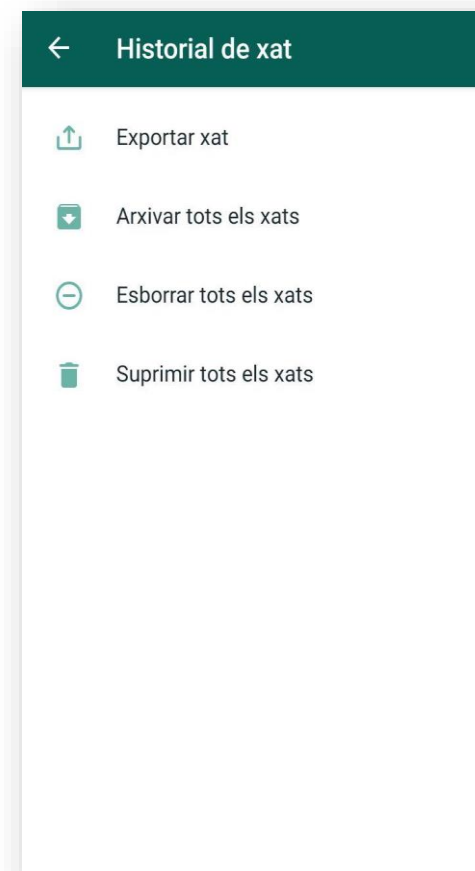 Historial de xat
Exportar xat
Arxivar tots els xats
Esborrar tots els xats
Suprimir tots els xats